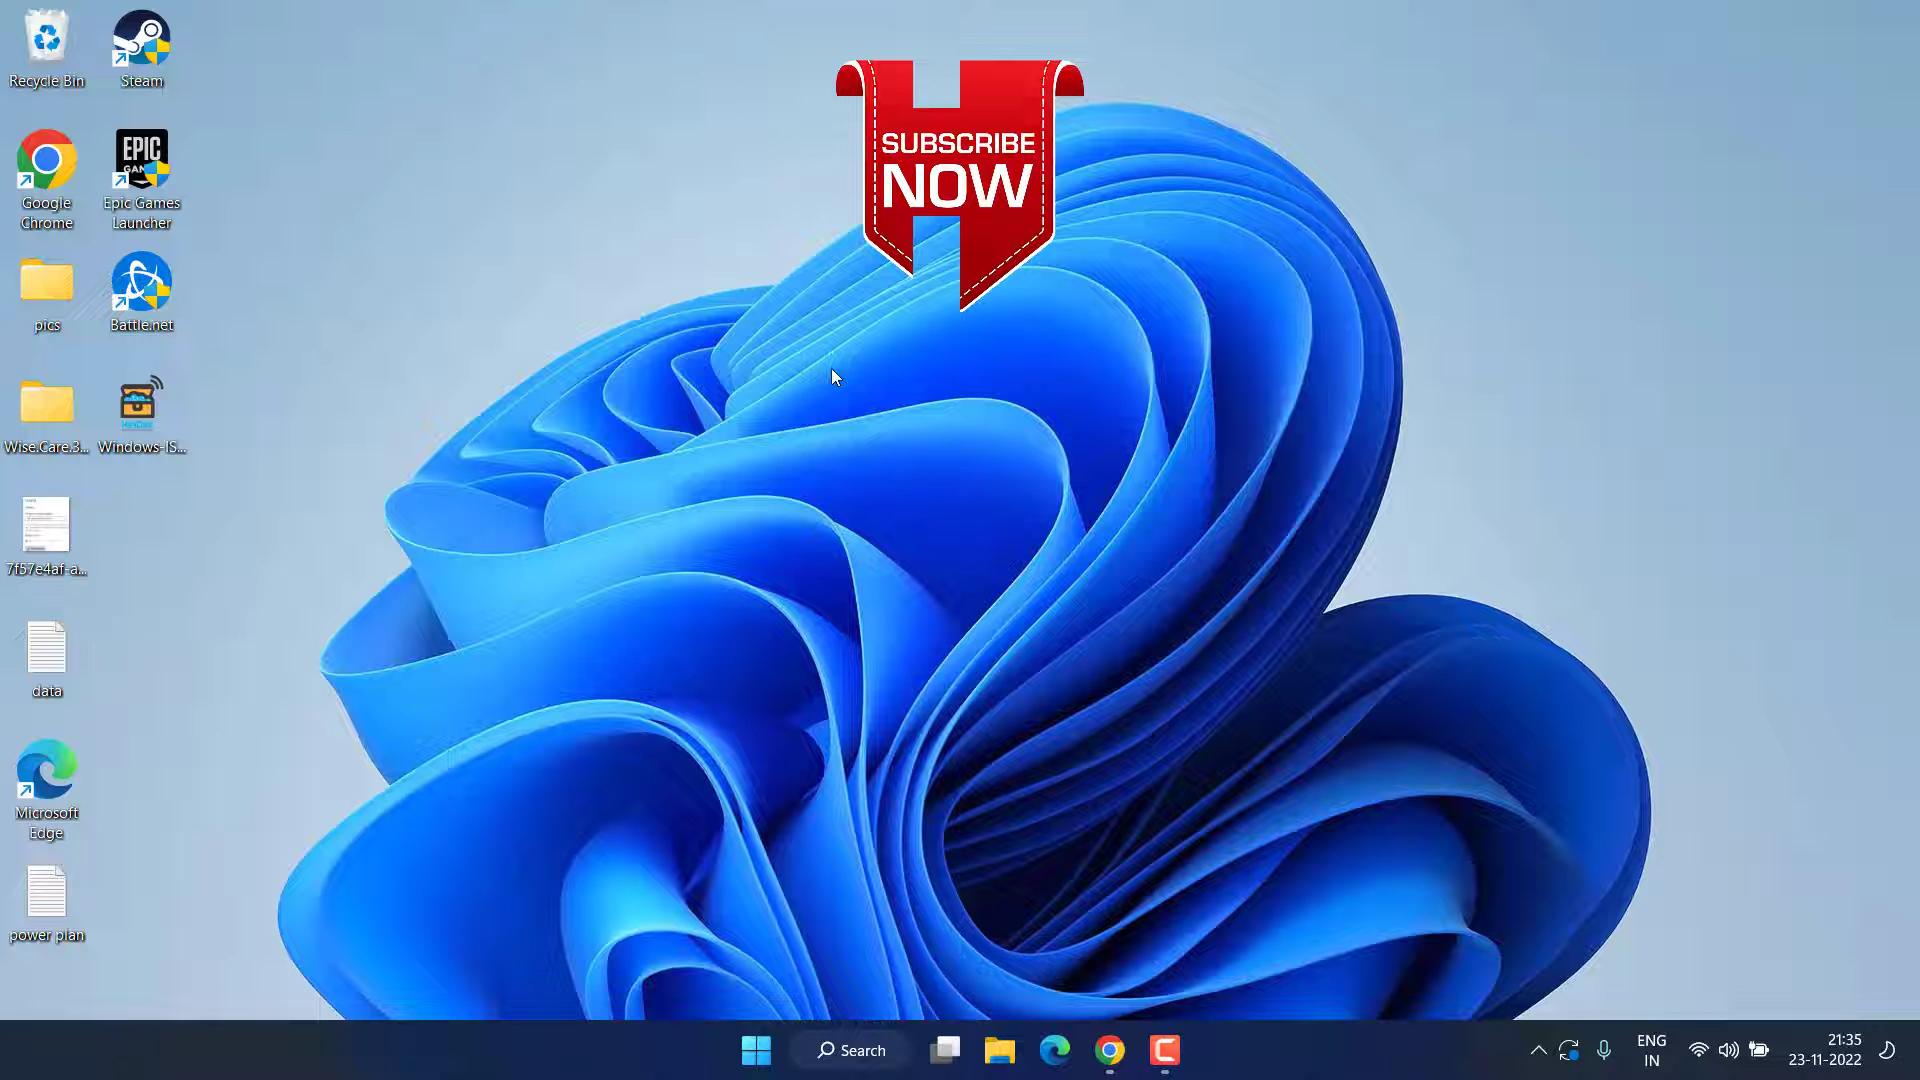 Recycle Bin
Steam
SUBSCRIBE
NOW
EPIC
Google
Chrome
Epic Games
Launcher
pics
Battle.net
Wise.Care.3...
Windows-IS...
7f57e4af-a...
data
Microsoft
Edge
power plan
Search
ENG
IN
21:35
23-11-2022